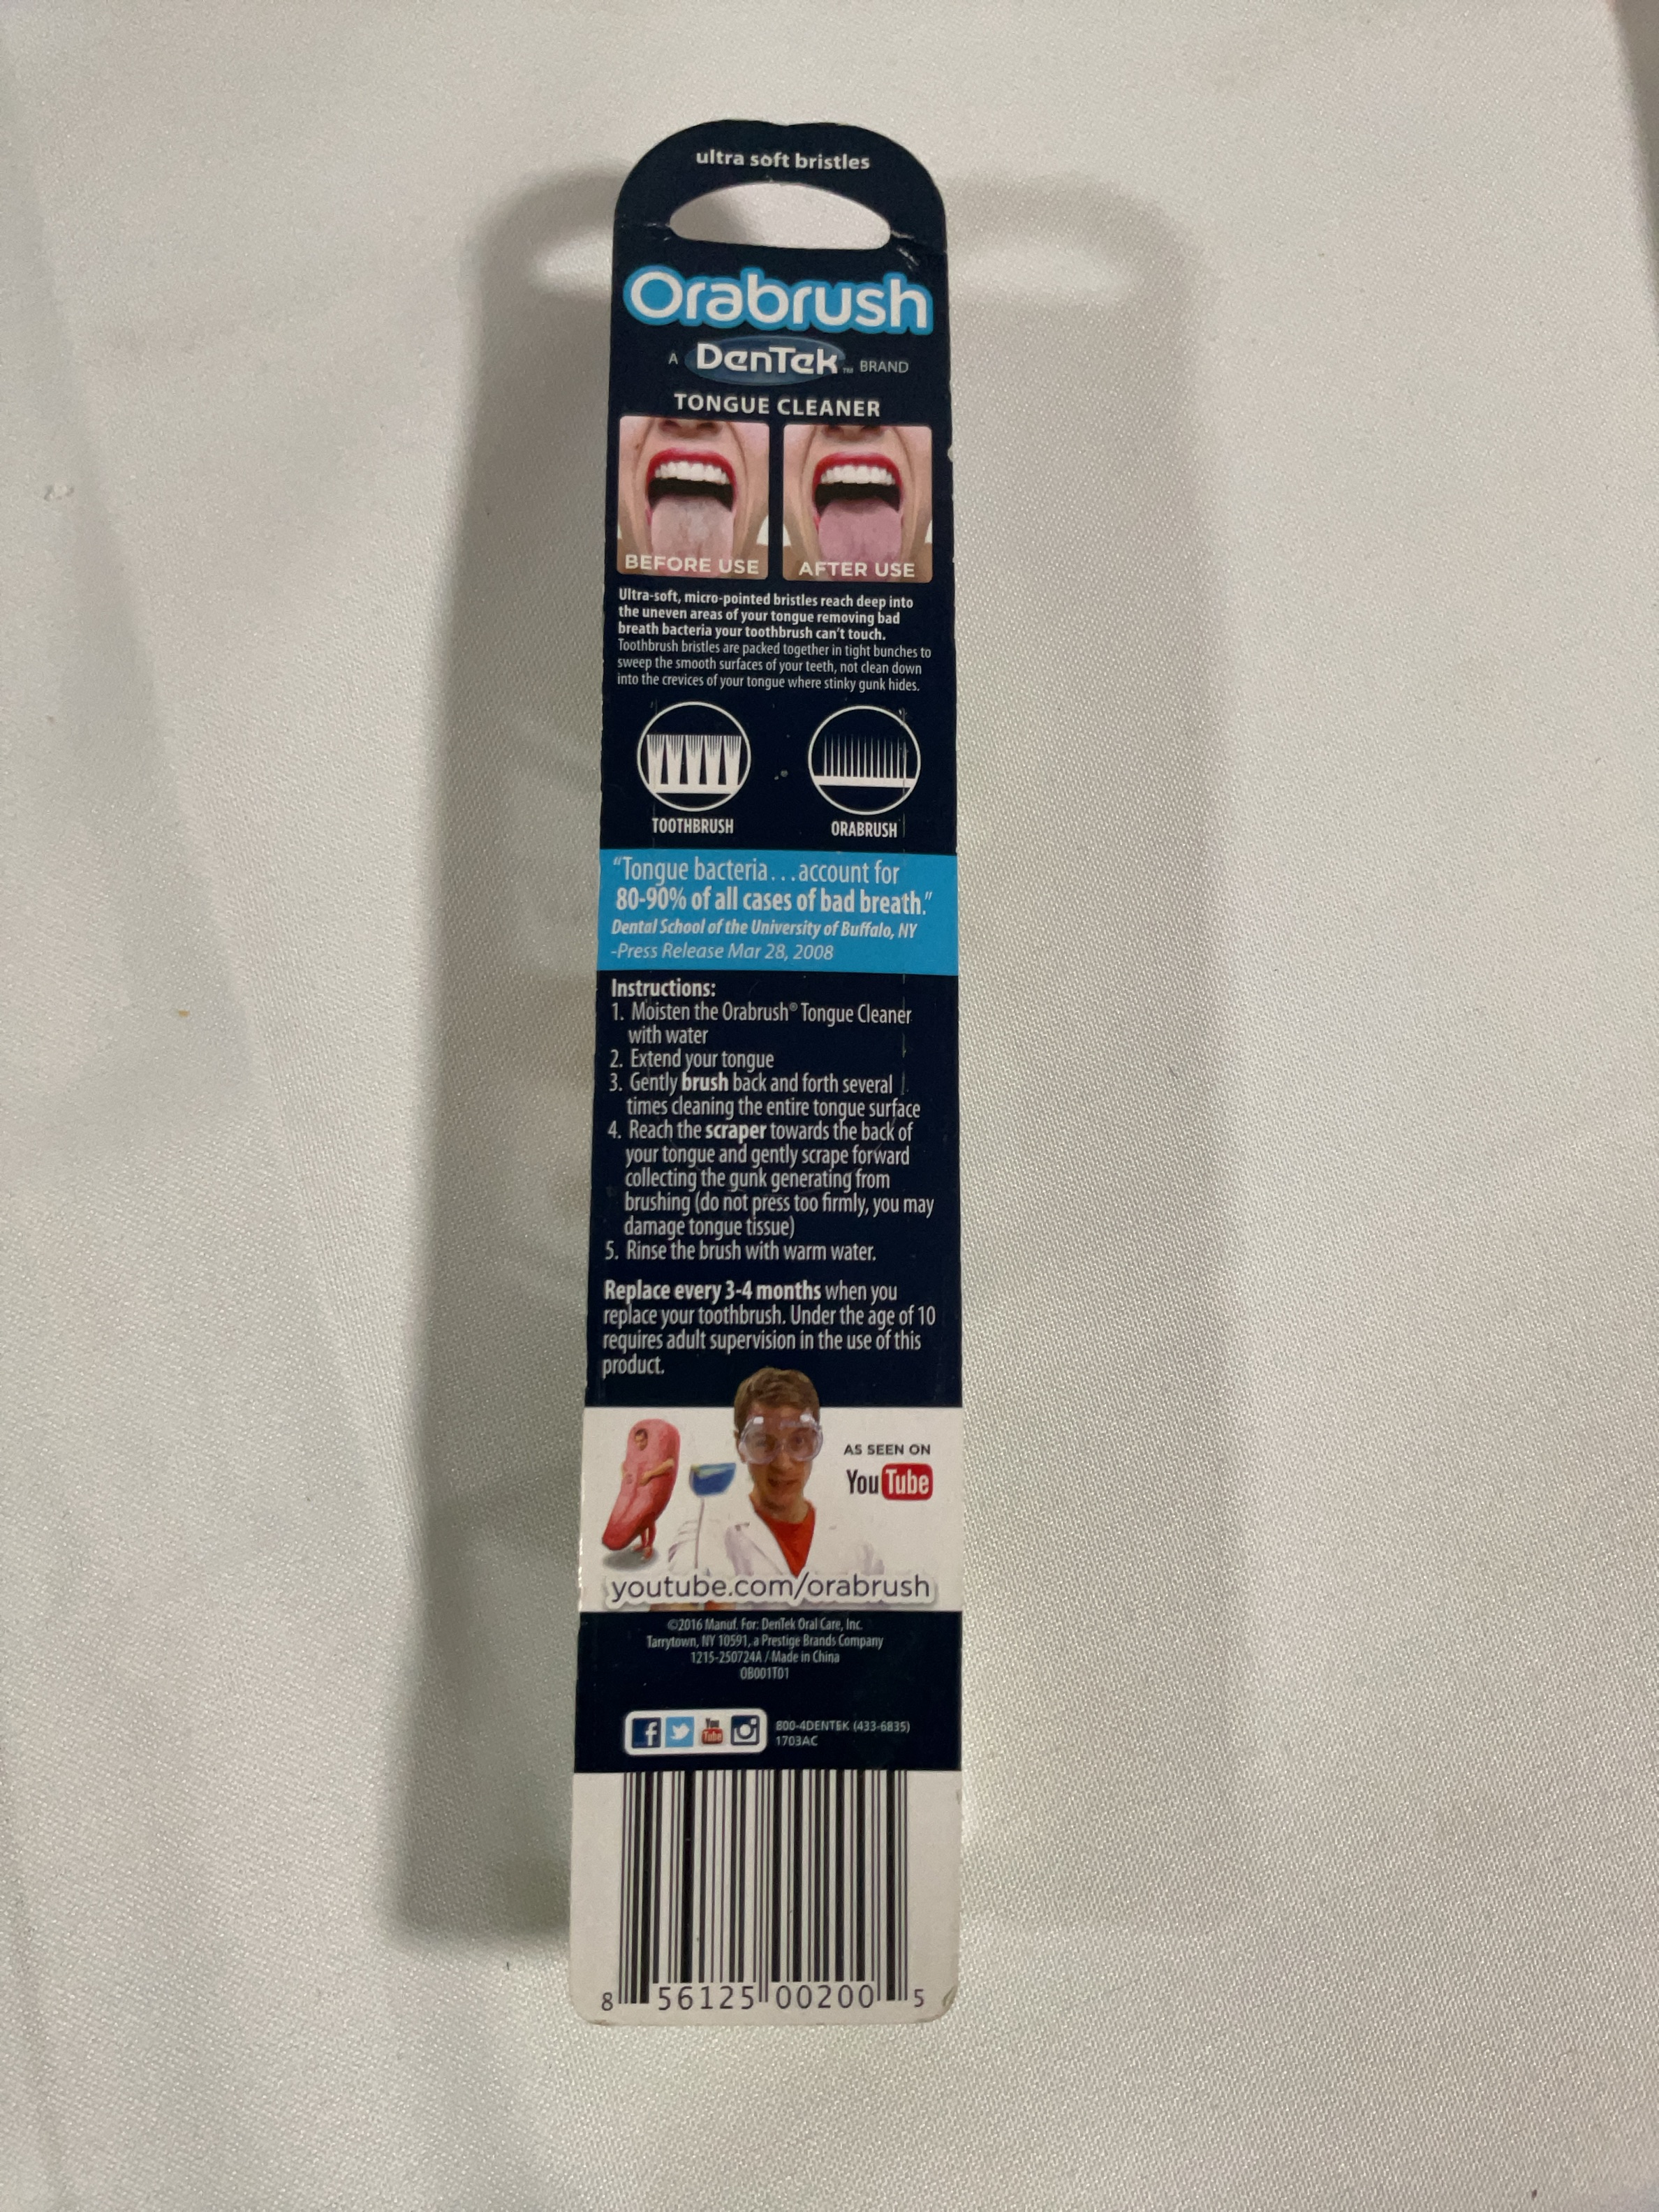 ultra soft bristles
Orabrush
A DenTek™ BRAND
TONGUE CLEANER
BEFORE USE AFTER USE
Ultra-soft, micro-pointed bristles reach deep into
the uneven areas of your tongue removing bad
breath bacteria your toothbrush can't touch.
Toothbrush bristles are packed together in tight bunches to
sweep the smooth surfaces of your teeth, not clean down
into the crevices of your tongue where stinky gunk hides.
TOOTHBRUSH ORABRUSH
"Tongue bacteria...account for
80-90% of all cases of bad breath."
Dental School of the University of Buffalo, NY
-Press Release Mar 28, 2008
Instructions:
1. Moisten the Orabrush® Tongue Cleaner
with water
2. Extend your tongue
3. Gently brush back and forth several
times cleaning the entire tongue surface
4. Reach the scraper towards the back of
your tongue and gently scrape forward
collecting the gunk generating from
brushing (do not press too firmly, you may
damage tongue tissue)
5. Rinse the brush with warm water.
Replace every 3-4 months when you
replace your toothbrush. Under the age of 10
requires adult supervision in the use of this
product.
AS SEEN ON
YouTube
youtube.com/orabrush
©2016 Manuf. For: DenTek Oral Care, Inc.
Tarrytown, NY 10591, a Prestige Brands Company
1215-250724A / Made in China
OB001T01
f You Tube 800-4DENTEK (433-6835)
1703AC
8 56125 00200 5